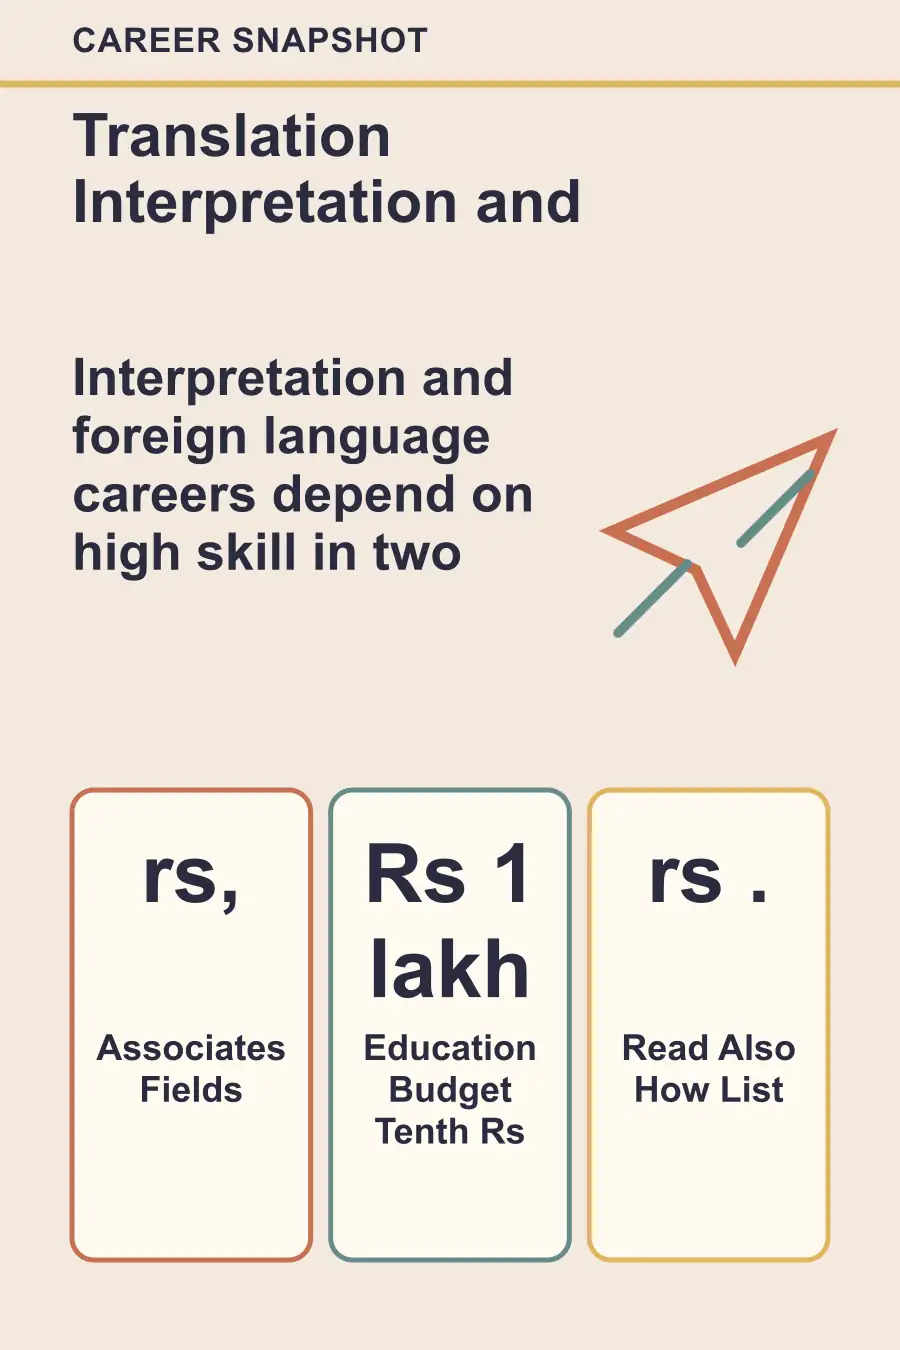 CAREER SNAPSHOT
Translation
Interpretation and
Interpretation and
foreign language
careers depend on
high skill in two
rs,
Associates
Fields
Rs 1
lakh
Education
Budget
Tenth Rs
rs .
Read Also
How List